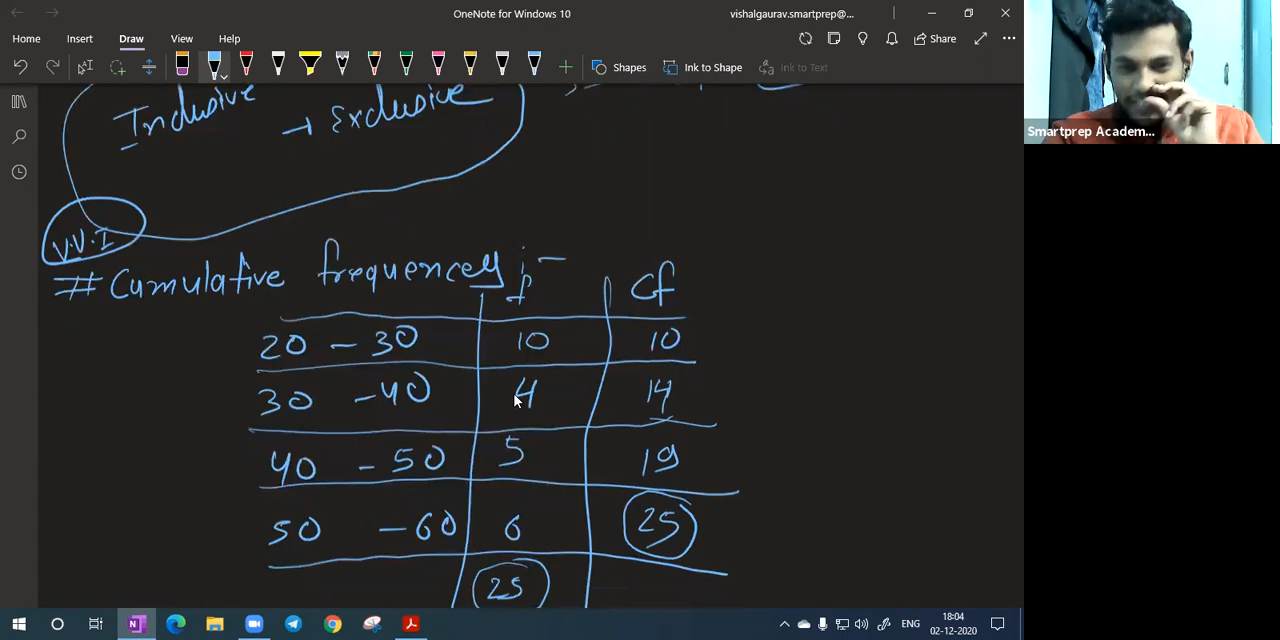 OneNote for Windows 10
vishalgaurav.smartprep@...
Home Insert Draw View Help
Share
Shapes Ink to Shape Ink to Text
Smartprep Academ...
Inclusive → Exclusive
V.V.I
# Cumulative frequencey :-
f cf
20 - 30 10 10
30 - 40 4 14
40 - 50 5 19
50 - 60 6 25
25
ENG
18:04
02-12-2020